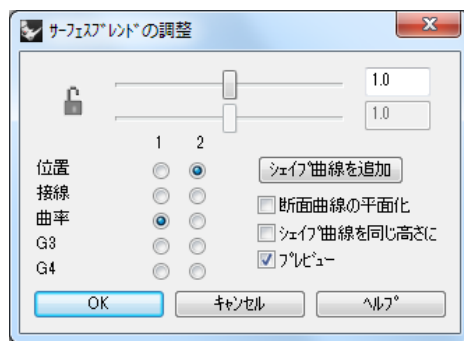 ｻｰﾌｪｽﾌﾞﾚﾝﾄﾞの調整
1.0
1.0
1 2
位置
接線
曲率
G3
G4
ｼｪｲﾌﾟ曲線を追加
断面曲線の平面化
ｼｪｲﾌﾟ曲線を同じ高さに
ﾌﾟﾚﾋﾞｭｰ
OK ｷｬﾝｾﾙ ﾍﾙﾌﾟ